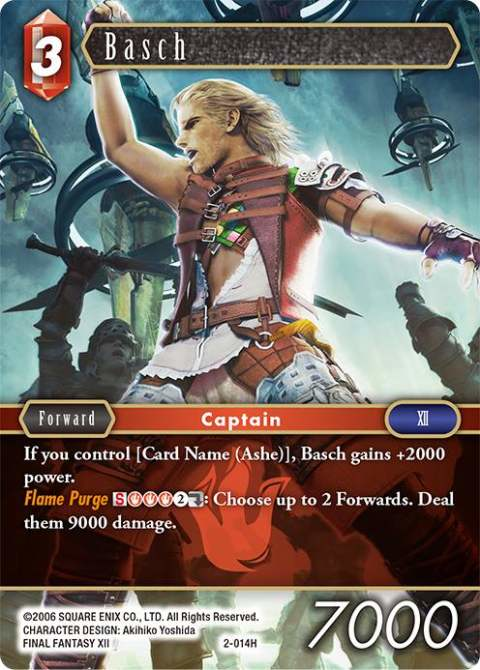 3
Basch
Forward
Captain
XII
If you control [Card Name (Ashe)], Basch gains +2000
power.
Flame Purge S2: Choose up to 2 Forwards. Deal
them 9000 damage.
©2006 SQUARE ENIX CO., LTD. All Rights Reserved.
CHARACTER DESIGN: Akihiko Yoshida
FINAL FANTASY XII
2-014H
7000